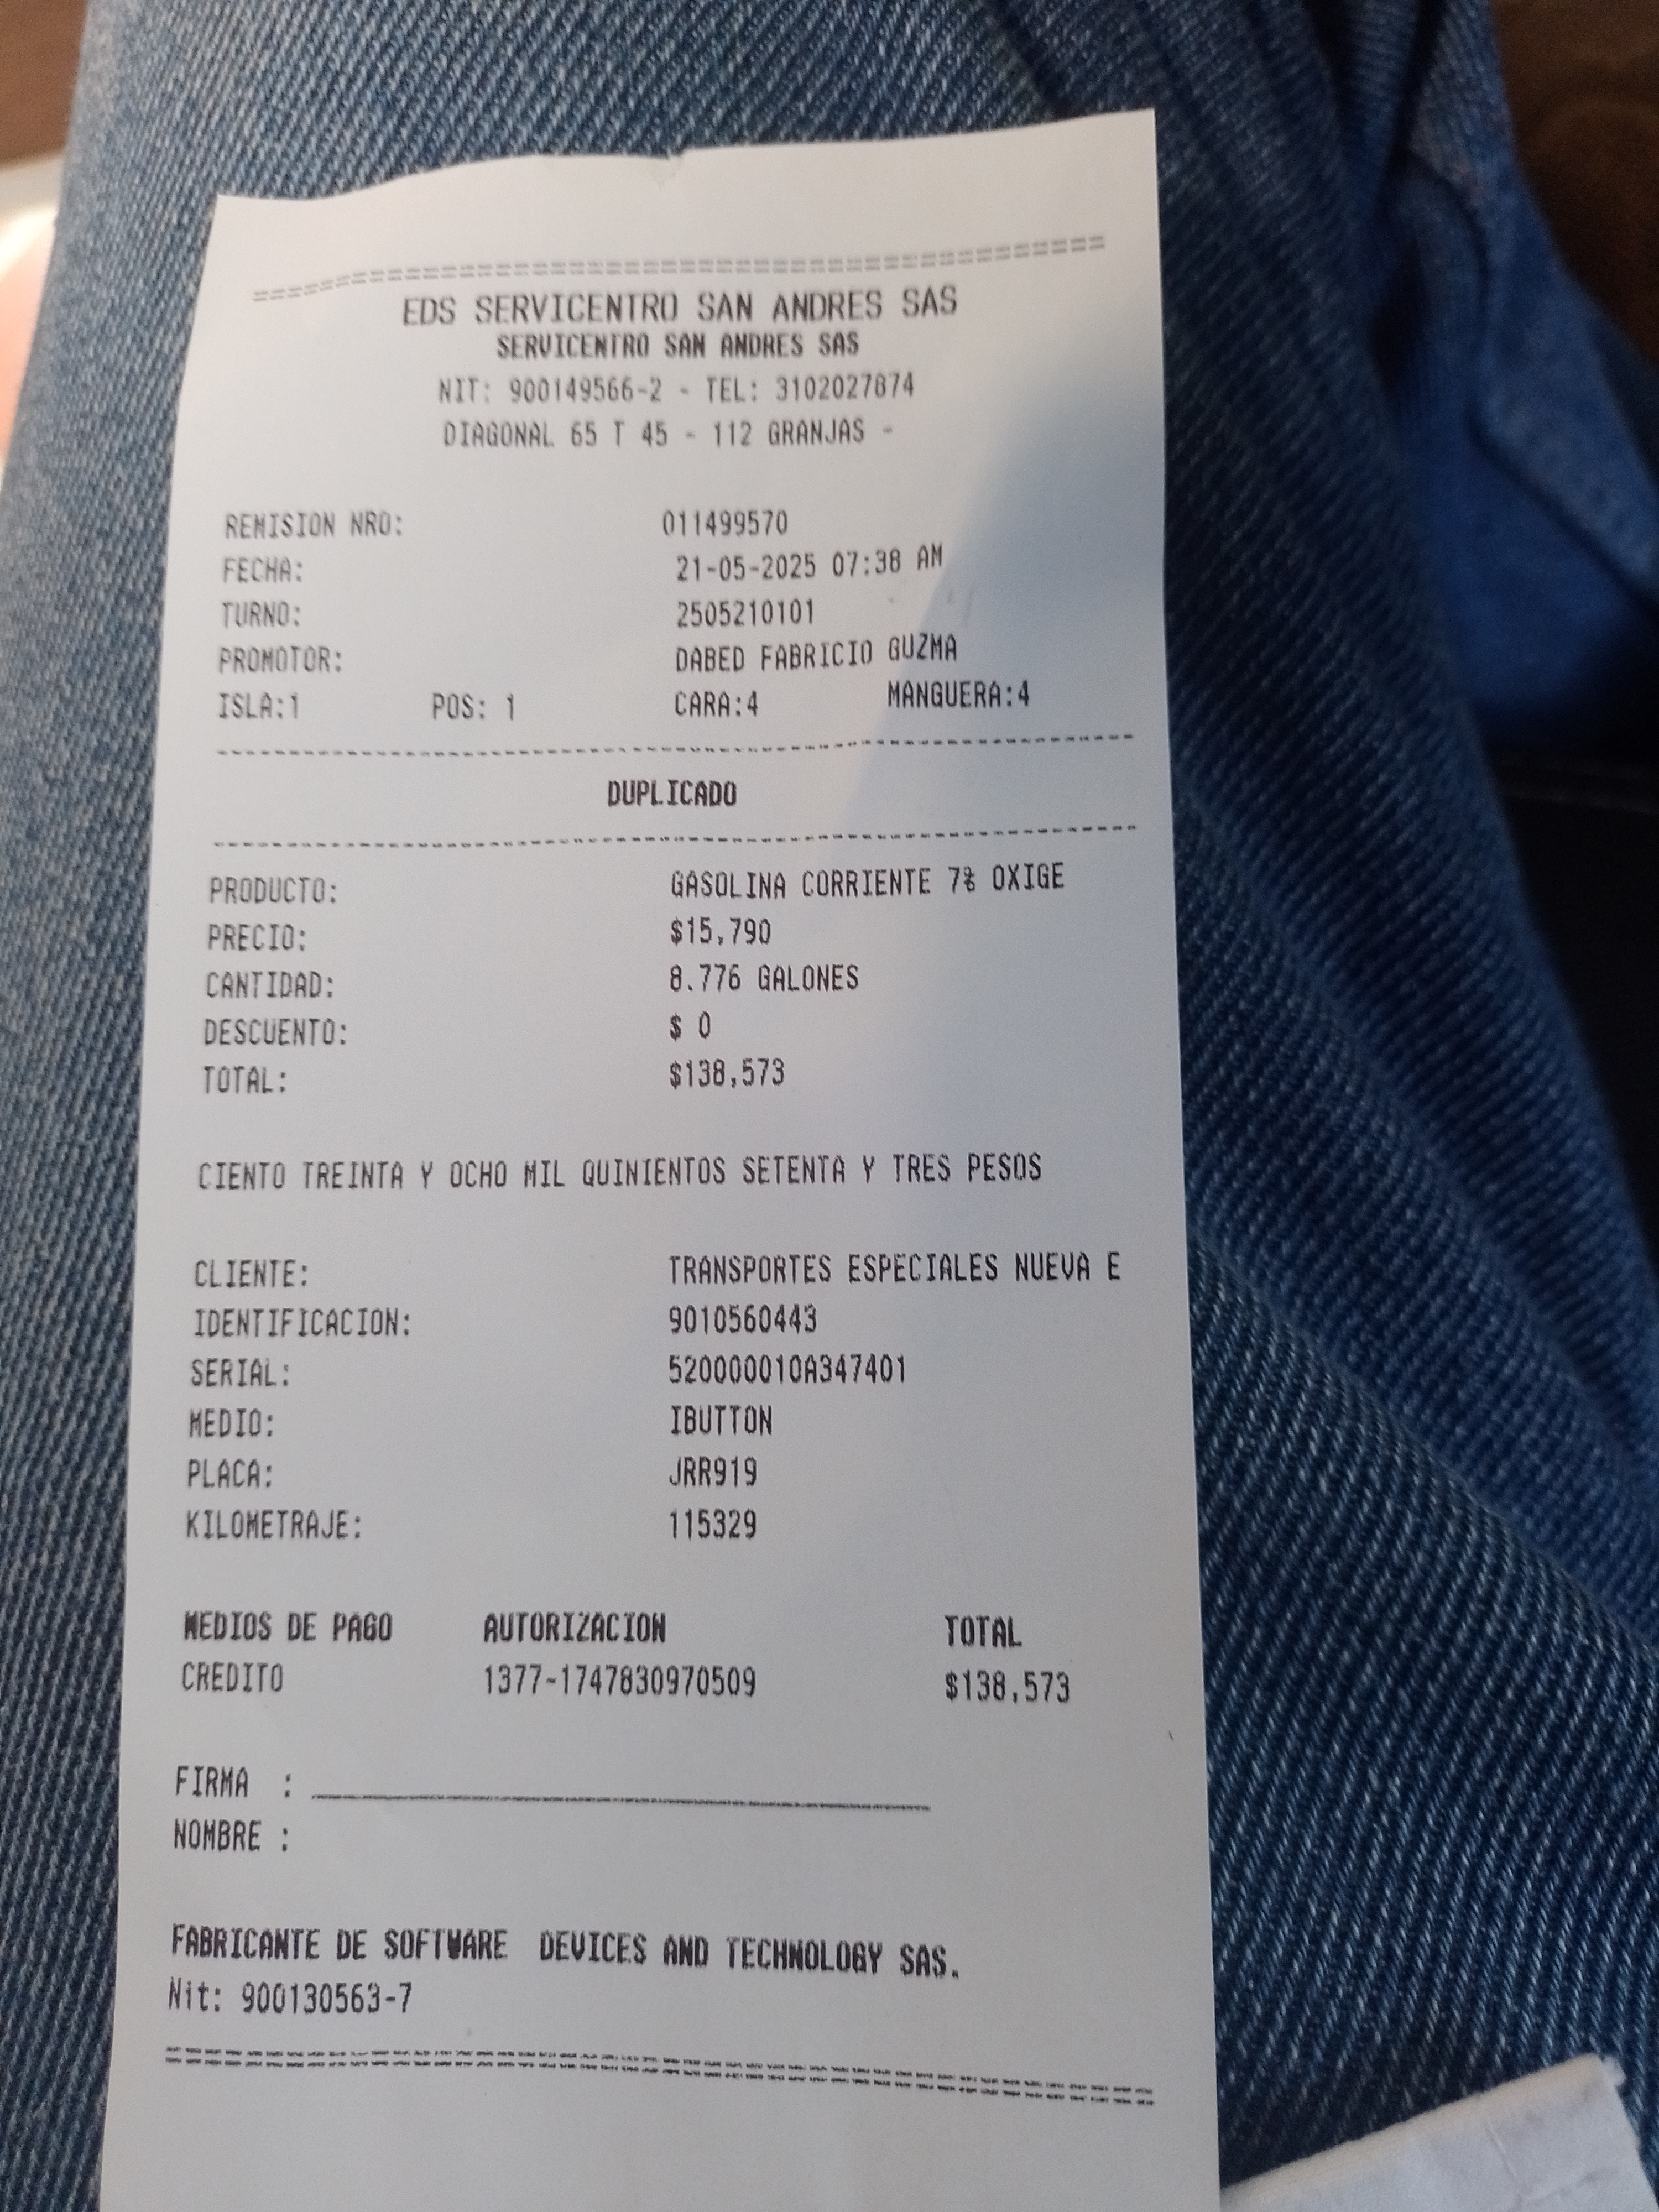 EDS SERVICENTRO SAN ANDRES SAS
SERVICENTRO SAN ANDRES SAS
NIT: 900149566-2 - TEL: 3102027874
DIAGONAL 65 T 45 - 112 GRANJAS -
REMISION NRO: 011499570
FECHA: 21-05-2025 07:38 AM
TURNO: 2505210101
PROMOTOR: DABED FABRICIO GUZMA
ISLA:1 POS: 1 CARA:4 MANGUERA:4
DUPLICADO
PRODUCTO: GASOLINA CORRIENTE 7% OXIGE
PRECIO: $15,790
CANTIDAD: 8.776 GALONES
DESCUENTO: $ 0
TOTAL: $138,573
CIENTO TREINTA Y OCHO MIL QUINIENTOS SETENTA Y TRES PESOS
CLIENTE: TRANSPORTES ESPECIALES NUEVA E
IDENTIFICACION: 9010560443
SERIAL: 520000010A347401
MEDIO: IBUTTON
PLACA: JRR919
KILOMETRAJE: 115329
MEDIOS DE PAGO AUTORIZACION TOTAL
CREDITO 1377-1747830970509 $138,573
FIRMA :
NOMBRE :
FABRICANTE DE SOFTWARE DEVICES AND TECHNOLOGY SAS.
Nit: 900130563-7